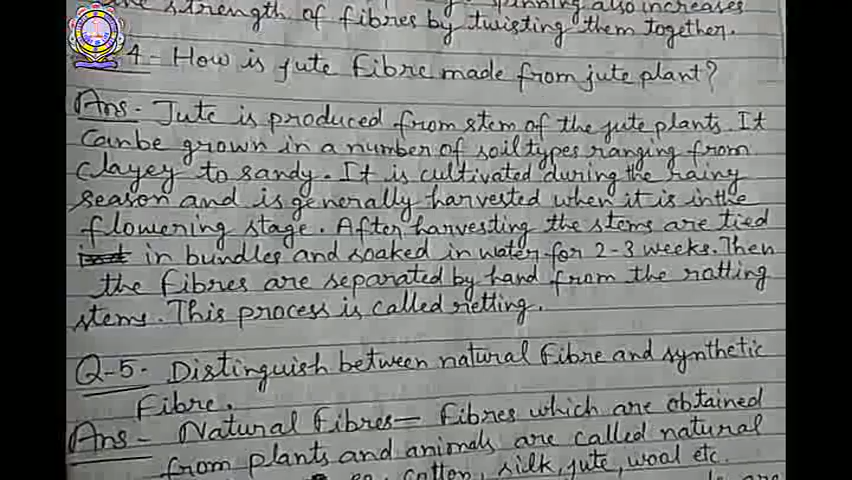 strength of fibres by twisting them together.
4- How is jute fibre made from jute plant?
Ans- Jute is produced from stem of the jute plants. It
can be grown in a number of soil types ranging from
clayey to sandy. It is cultivated during the rainy
season and is generally harvested when it is in the
flowering stage. After harvesting the stems are tied
in bundles and soaked in water for 2-3 weeks. Then
the fibres are separated by hand from the rotting
stems. This process is called retting.
Q-5- Distinguish between natural fibre and synthetic
Fibre.
Ans- Natural fibres- Fibres which are obtained
from plants and animals are called natural
cotton, silk, jute, wool etc.